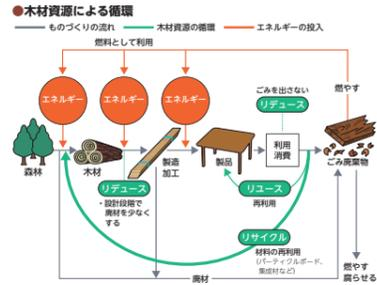 ●木材資源による循環
ものづくりの流れ 木材資源の循環 エネルギーの投入
燃料として利用
エネルギー エネルギー エネルギー
燃やす
ごみを出さない
リデュース
森林
木材
製造
加工
製品
利用
消費
ごみ廃棄物
リデュース
・設計段階で
廃材を少なく
する
リユース
再利用
リサイクル
材料の再利用
(パーティクルボード、
集成材など)
廃材
燃やす
腐らせる